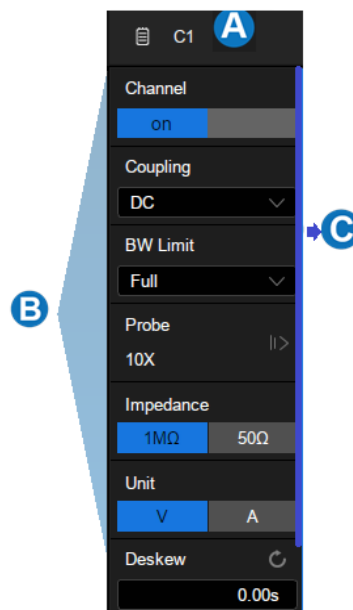 C1 A
Channel
on
Coupling
DC
C
BW Limit
Full
B
Probe
10X
Impedance
1MΩ 50Ω
Unit
V A
Deskew
0.00s